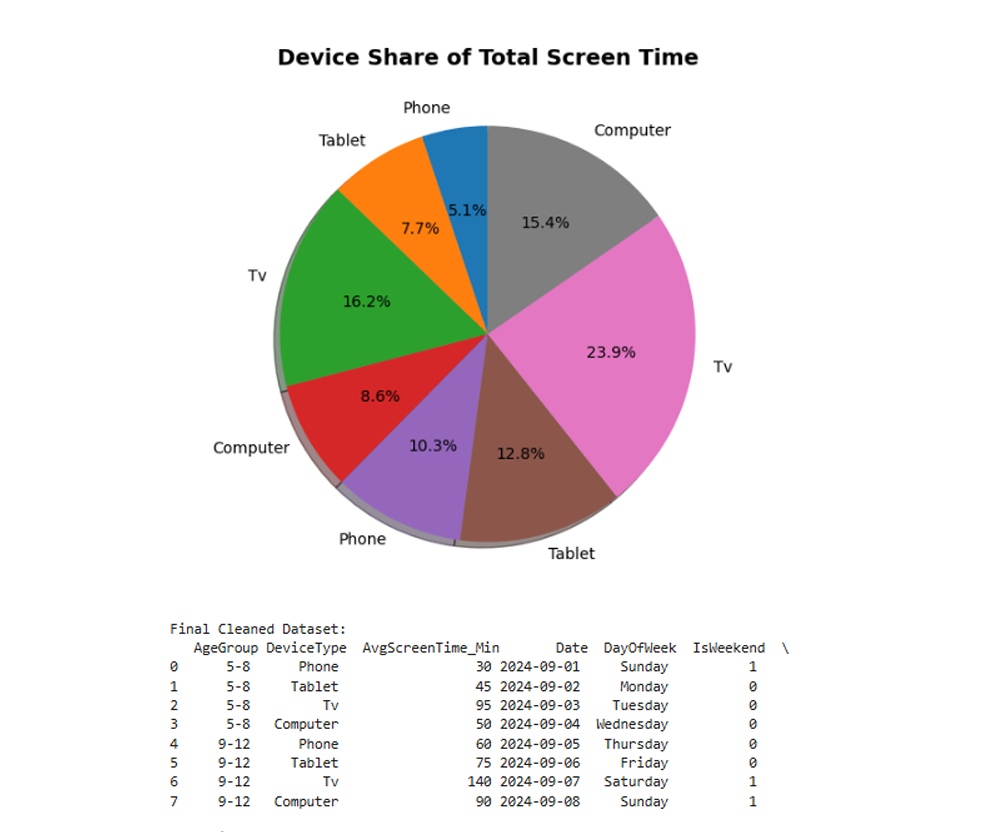 Device Share of Total Screen Time
Phone
Computer
Tablet
5.1%
15.4%
7.7%
Tv
16.2%
23.9%
Tv
8.6%
Computer
10.3%
12.8%
Phone
Tablet
Final Cleaned Dataset:
AgeGroup DeviceType AvgScreenTime_Min Date DayOfWeek IsWeekend \
0 5-8 Phone 30 2024-09-01 Sunday 1
1 5-8 Tablet 45 2024-09-02 Monday 0
2 5-8 Tv 95 2024-09-03 Tuesday 0
3 5-8 Computer 50 2024-09-04 Wednesday 0
4 9-12 Phone 60 2024-09-05 Thursday 0
5 9-12 Tablet 75 2024-09-06 Friday 0
6 9-12 Tv 140 2024-09-07 Saturday 1
7 9-12 Computer 90 2024-09-08 Sunday 1